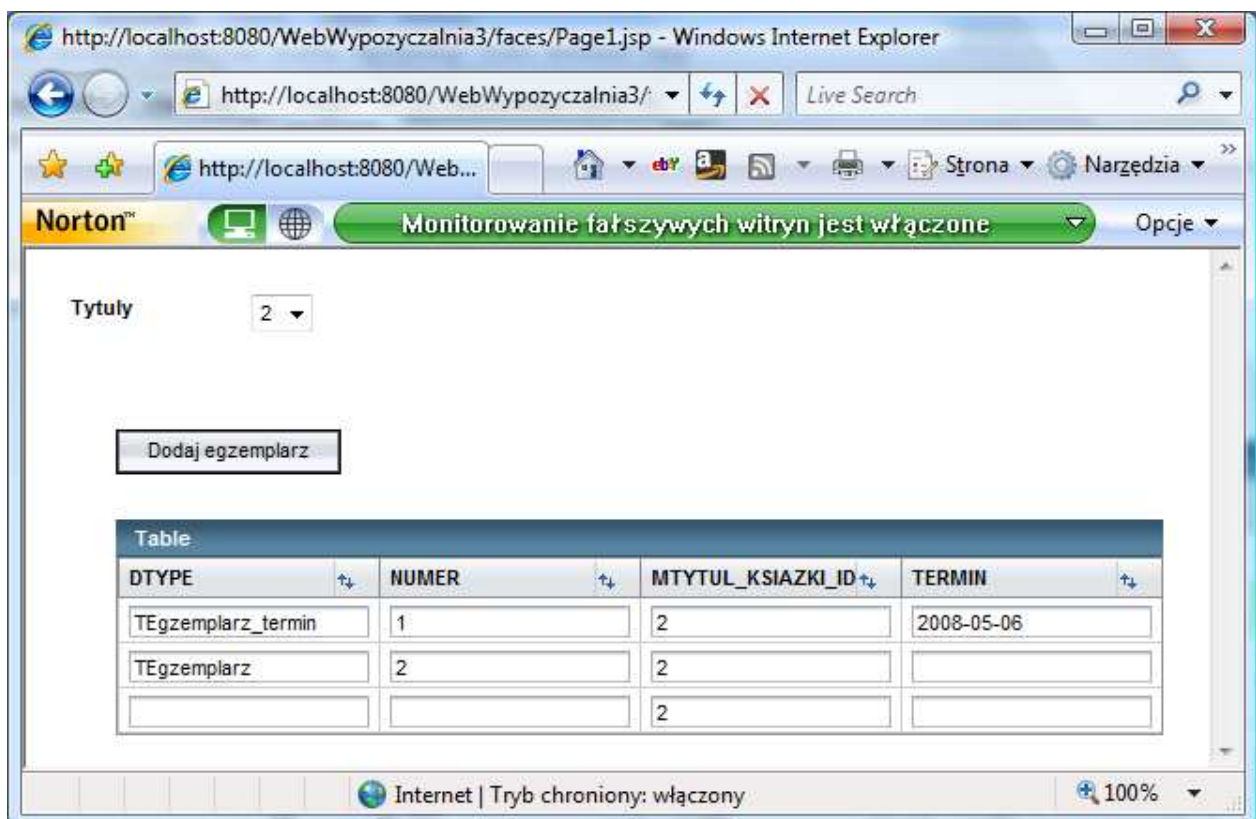 http://localhost:8080/WebWypozyczalnia3/faces/Page1.jsp - Windows Internet Explorer
http://localhost:8080/WebWypozyczalnia3/ Live Search
http://localhost:8080/Web... ebY a Strona Narzędzia »
Norton™ Monitorowanie fałszywych witryn jest włączone Opcje
Tytuly 2
Dodaj egzemplarz
Table
DTYPE NUMER MTYTUL_KSIAZKI_ID TERMIN
TEgzemplarz_termin 1 2 2008-05-06
TEgzemplarz 2 2
2
Internet | Tryb chroniony: włączony 100%